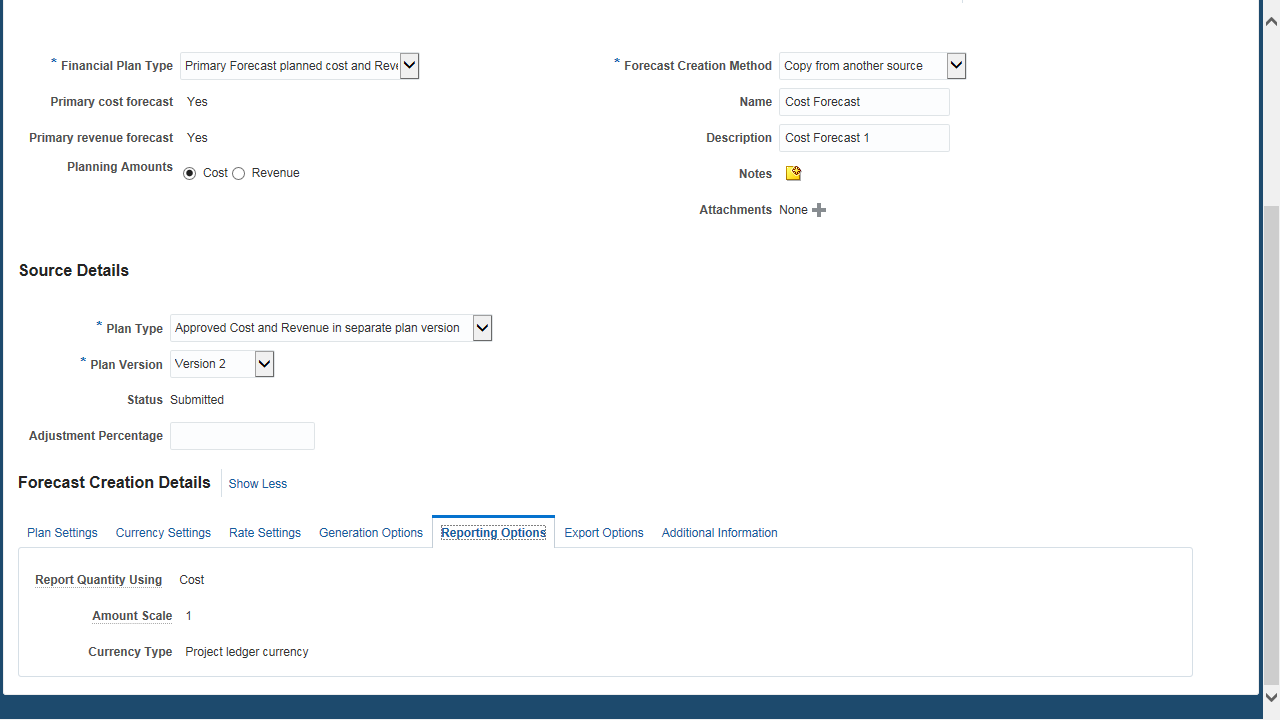 * Financial Plan Type Primary Forecast planned cost and Reve
Primary cost forecast Yes
Primary revenue forecast Yes
Planning Amounts Cost Revenue
* Forecast Creation Method Copy from another source
Name Cost Forecast
Description Cost Forecast 1
Notes
Attachments None
Source Details
* Plan Type Approved Cost and Revenue in separate plan version
* Plan Version Version 2
Status Submitted
Adjustment Percentage
Forecast Creation Details Show Less
Plan Settings Currency Settings Rate Settings Generation Options Reporting Options Export Options Additional Information
Report Quantity Using Cost
Amount Scale 1
Currency Type Project ledger currency